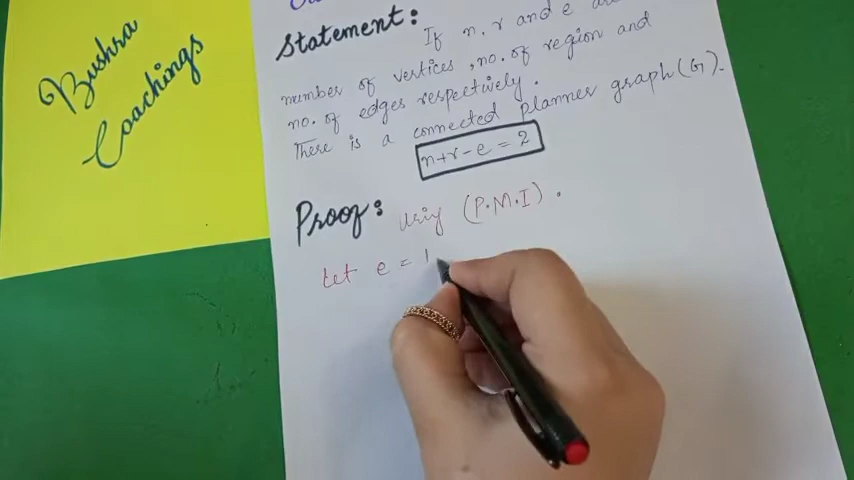 Bushra
Coachings
Statement:
If n, r and e
number of vertices, no. of region and
no. of edges respectively.
There is a connected planner graph (G).
n+r-e=2
Proof: Using (P.M.I).
let e = 1